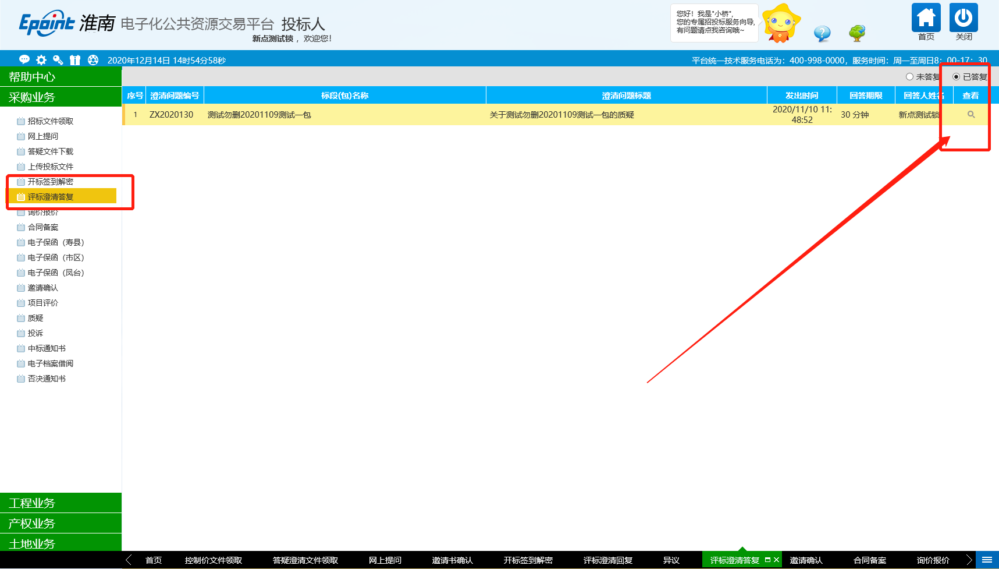 Epoint 淮南 电子化公共资源交易平台 投标人
新点测试锁 ，欢迎您！
您好！我是"小桥"，
您的专属招投标服务向导，
有问题请点我咨询哦~
首页
关闭
2020年12月14日 14时54分58秒
平台统一技术服务电话为：400-998-0000，服务时间：周一至周日8：00-17：30
帮助中心
采购业务
招标文件领取
网上提问
答疑文件下载
上传投标文件
开标签到解密
评标澄清答复
询价报价
合同备案
电子保函（寿县）
电子保函（市区）
电子保函（凤台）
邀请确认
项目评价
质疑
投诉
中标通知书
电子档案借阅
否决通知书
工程业务
产权业务
土地业务
未答复 已答复
序号 澄清问题编号 标段(包)名称 澄清问题标题 发出时间 回答期限 回答人姓名 查看
1 ZX2020130 测试勿删20201109测试一包 关于测试勿删20201109测试一包的质疑 2020/11/10 11:48:52 30 分钟 新点测试锁
首页 控制价文件领取 答疑澄清文件领取 网上提问 邀请书确认 开标签到解密 评标澄清回复 异议 评标澄清答复 邀请确认 合同备案 询价报价